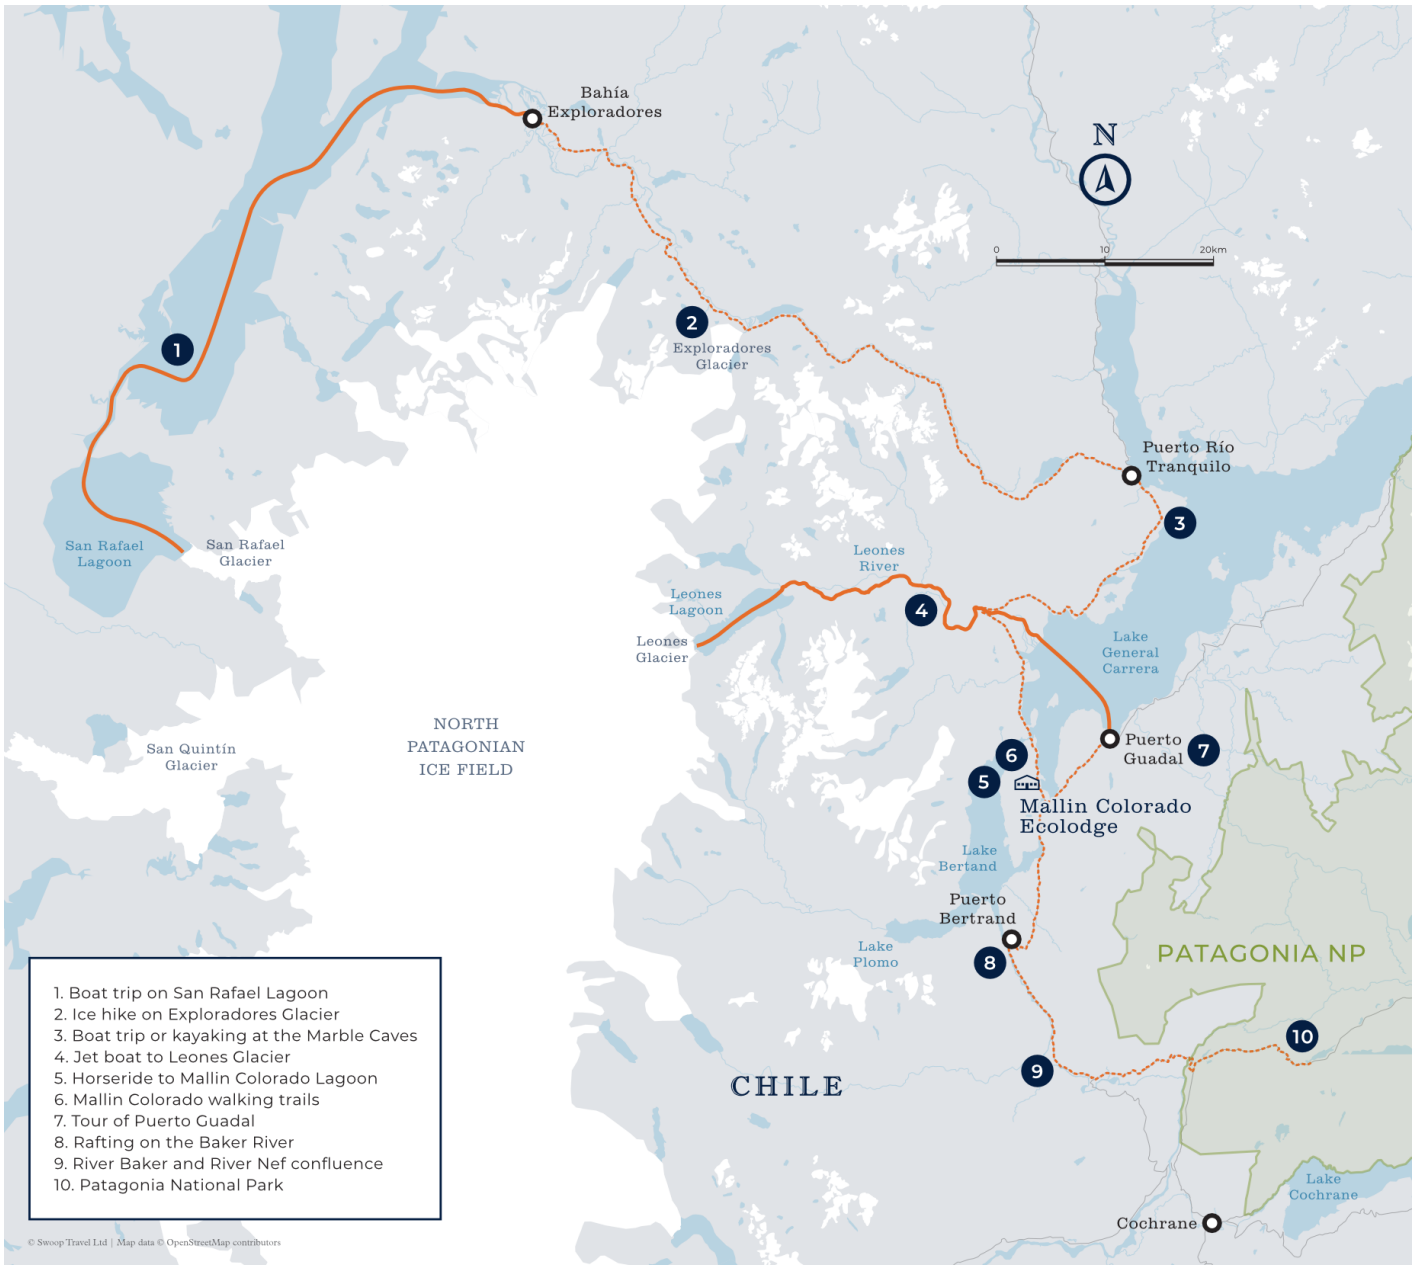 Bahía
Exploradores
N
0 10 20km
1
2
Exploradores
Glacier
Puerto Río
Tranquilo
3
San Rafael
Lagoon
San Rafael
Glacier
Leones
River
Leones
Lagoon
4
Leones
Glacier
Lake
General
Carrera
NORTH
PATAGONIAN
ICE FIELD
San Quintín
Glacier
Puerto
Guadal
7
6
5
Mallin Colorado
Ecolodge
Lake
Bertand
Puerto
Bertrand
Lake
Plomo
8
PATAGONIA NP
10
9
CHILE
Lake
Cochrane
Cochrane
1. Boat trip on San Rafael Lagoon
2. Ice hike on Exploradores Glacier
3. Boat trip or kayaking at the Marble Caves
4. Jet boat to Leones Glacier
5. Horseride to Mallin Colorado Lagoon
6. Mallin Colorado walking trails
7. Tour of Puerto Guadal
8. Rafting on the Baker River
9. River Baker and River Nef confluence
10. Patagonia National Park
© Swoop Travel Ltd | Map data © OpenStreetMap contributors